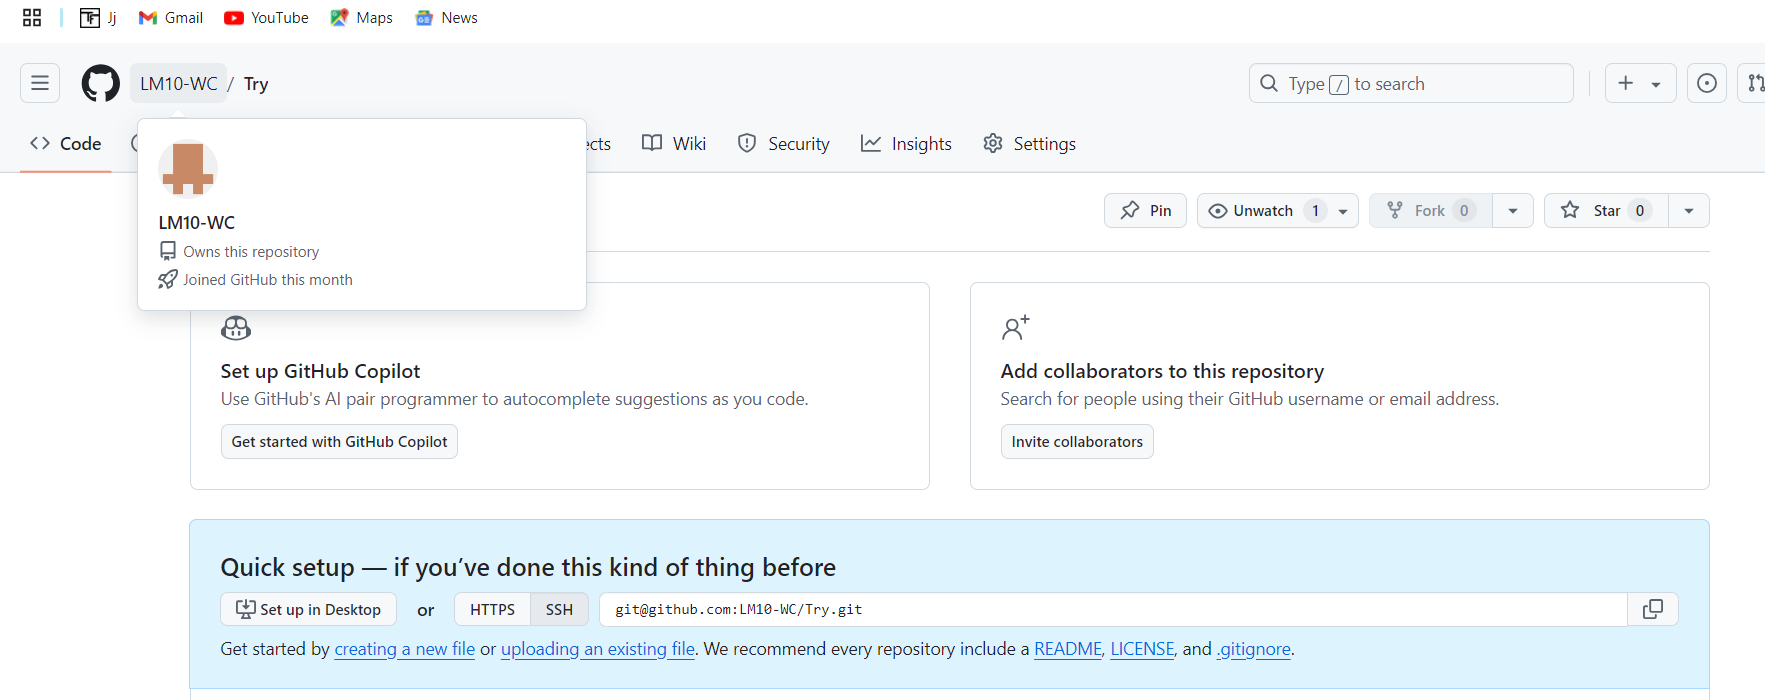 Jj Gmail YouTube Maps News
LM10-WC / Try
Type / to search
Code
Wiki Security Insights Settings
LM10-WC
Owns this repository
Joined GitHub this month
Pin Unwatch 1 Fork 0 Star 0
Set up GitHub Copilot
Use GitHub's AI pair programmer to autocomplete suggestions as you code.
Get started with GitHub Copilot
Add collaborators to this repository
Search for people using their GitHub username or email address.
Invite collaborators
Quick setup — if you’ve done this kind of thing before
Set up in Desktop or HTTPS SSH git@github.com:LM10-WC/Try.git
Get started by creating a new file or uploading an existing file. We recommend every repository include a README, LICENSE, and .gitignore.